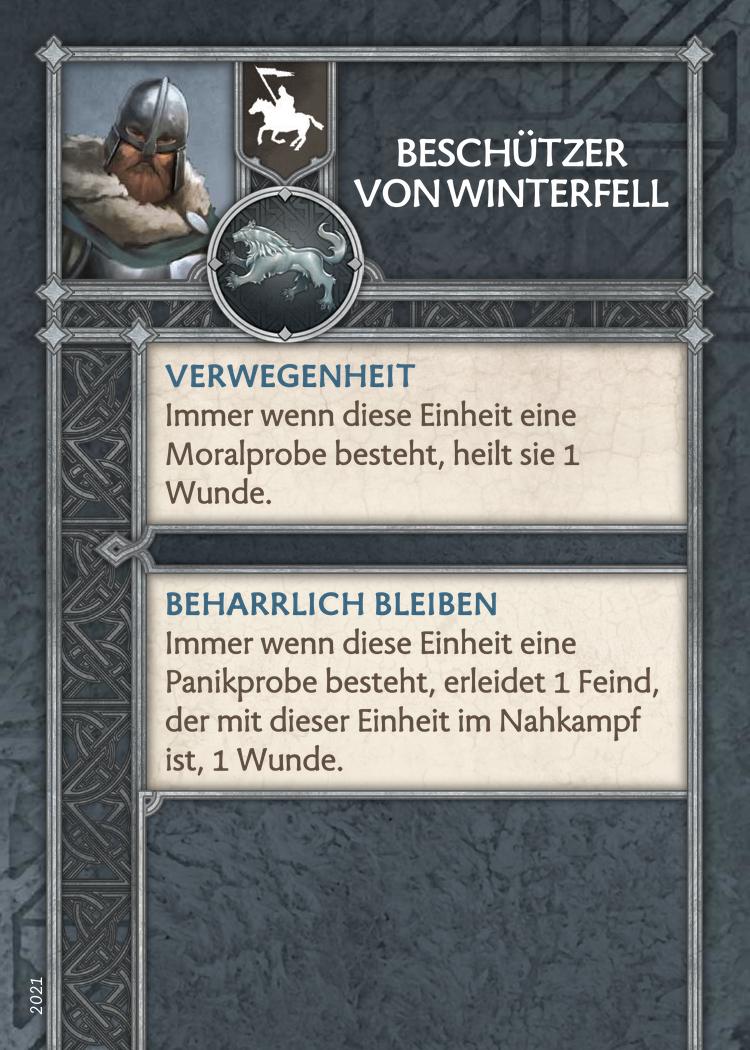 BESCHÜTZER
VON WINTERFELL
VERWEGENHEIT
Immer wenn diese Einheit eine
Moralprobe besteht, heilt sie 1
Wunde.
BEHARRLICH BLEIBEN
Immer wenn diese Einheit eine
Panikprobe besteht, erleidet 1 Feind,
der mit dieser Einheit im Nahkampf
ist, 1 Wunde.
2021